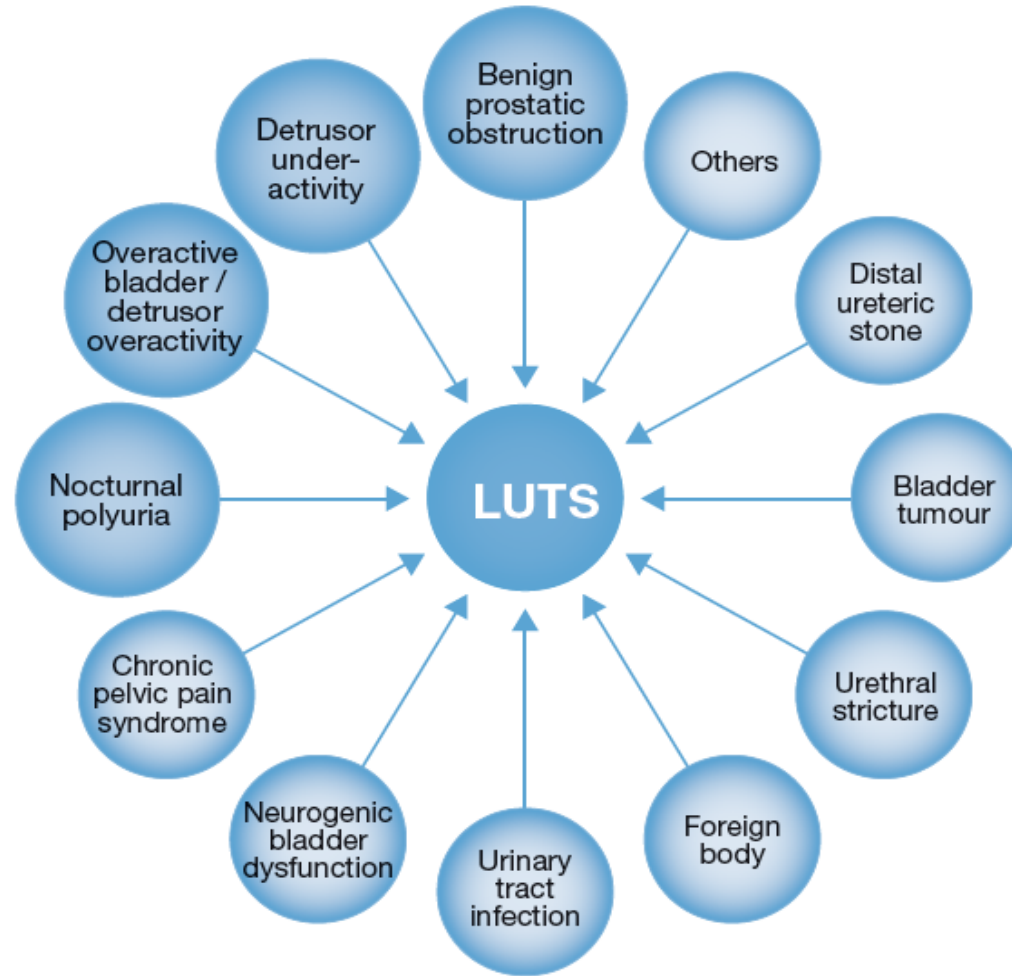 Benign
prostatic
obstruction
Others
Distal
ureteric
stone
Bladder
tumour
Urethral
stricture
Foreign
body
Urinary
tract
infection
Neurogenic
bladder
dysfunction
Chronic
pelvic pain
syndrome
Nocturnal
polyuria
Overactive
bladder /
detrusor
overactivity
Detrusor
under-
activity
LUTS